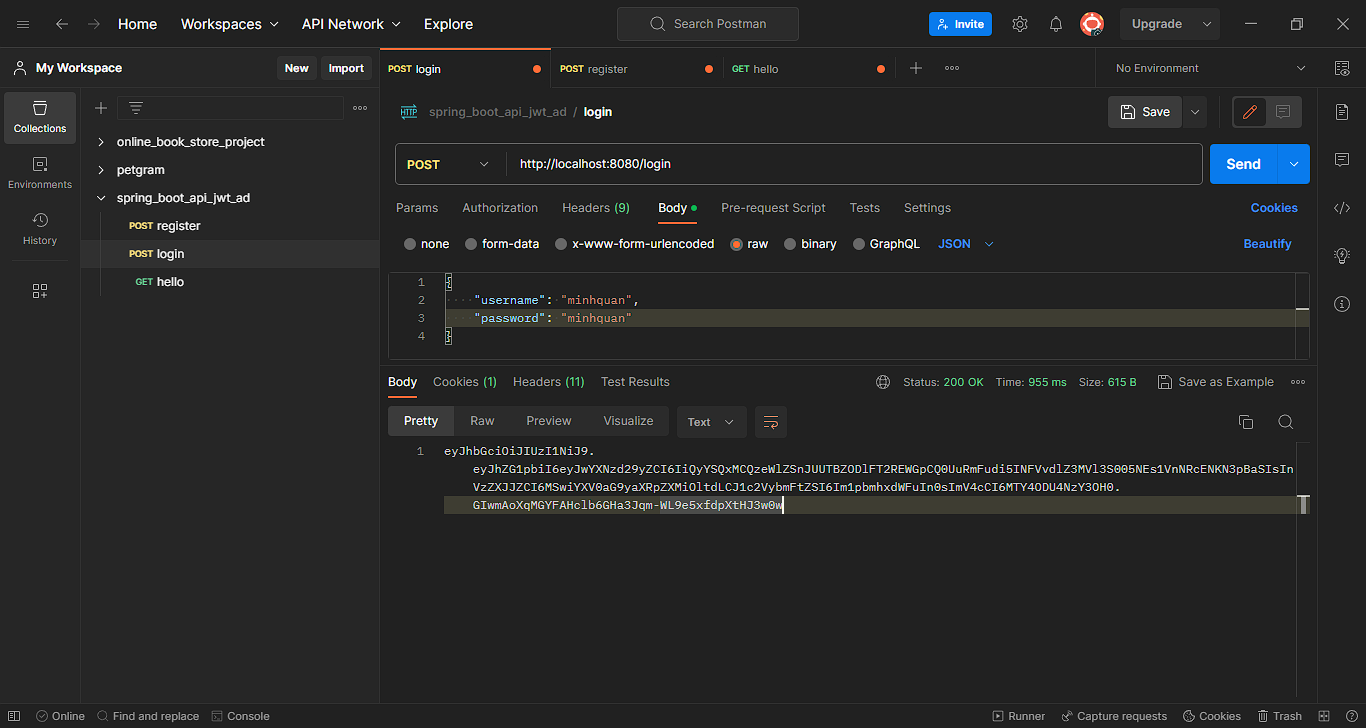 Home Workspaces API Network Explore Search Postman Invite Upgrade
My Workspace New Import
POST login POST register GET hello No Environment
Collections
Environments
History
online_book_store_project
petgram
spring_boot_api_jwt_ad
POST register
POST login
GET hello
HTTP spring_boot_api_jwt_ad / login Save
POST http://localhost:8080/login Send
Params Authorization Headers (9) Body Pre-request Script Tests Settings Cookies
none form-data x-www-form-urlencoded raw binary GraphQL JSON Beautify
1 {
2 "username": "minhquan",
3 "password": "minhquan"
4 }
Body Cookies (1) Headers (11) Test Results Status: 200 OK Time: 955 ms Size: 615 B Save as Example
Pretty Raw Preview Visualize Text
1 eyJhbGciOiJIUzI1NiJ9.
eyJhZG1pbiI6eyJwYXNzd29yZCI6IiQyYSQxMCQzeWlZSnJUUTBZODlFT2REWGpCQ0UuRmFudi5INFVvdlZ3MVl3S005NEs1VnNRcENKN3pBaSIsIn
VzZXJJZCI6MSwiYXV0aG9yaXRpZXMiOltdLCJ1c2VybmFtZSI6Im1pbmhxdWFuIn0sImV4cCI6MTY4ODU4NzY3OH0.
GIwmAoXqMGYFAHclb6GHa3Jqm-WL9e5xfdpXtHJ3w0w
Online Find and replace Console Runner Capture requests Cookies Trash